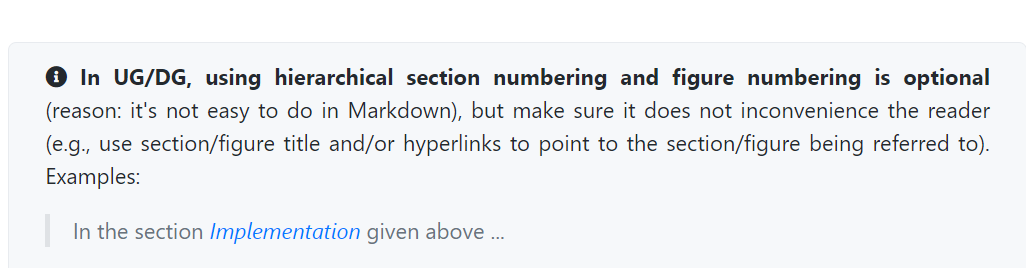 In UG/DG, using hierarchical section numbering and figure numbering is optional
(reason: it's not easy to do in Markdown), but make sure it does not inconvenience the reader
(e.g., use section/figure title and/or hyperlinks to point to the section/figure being referred to).
Examples:
In the section Implementation given above ...